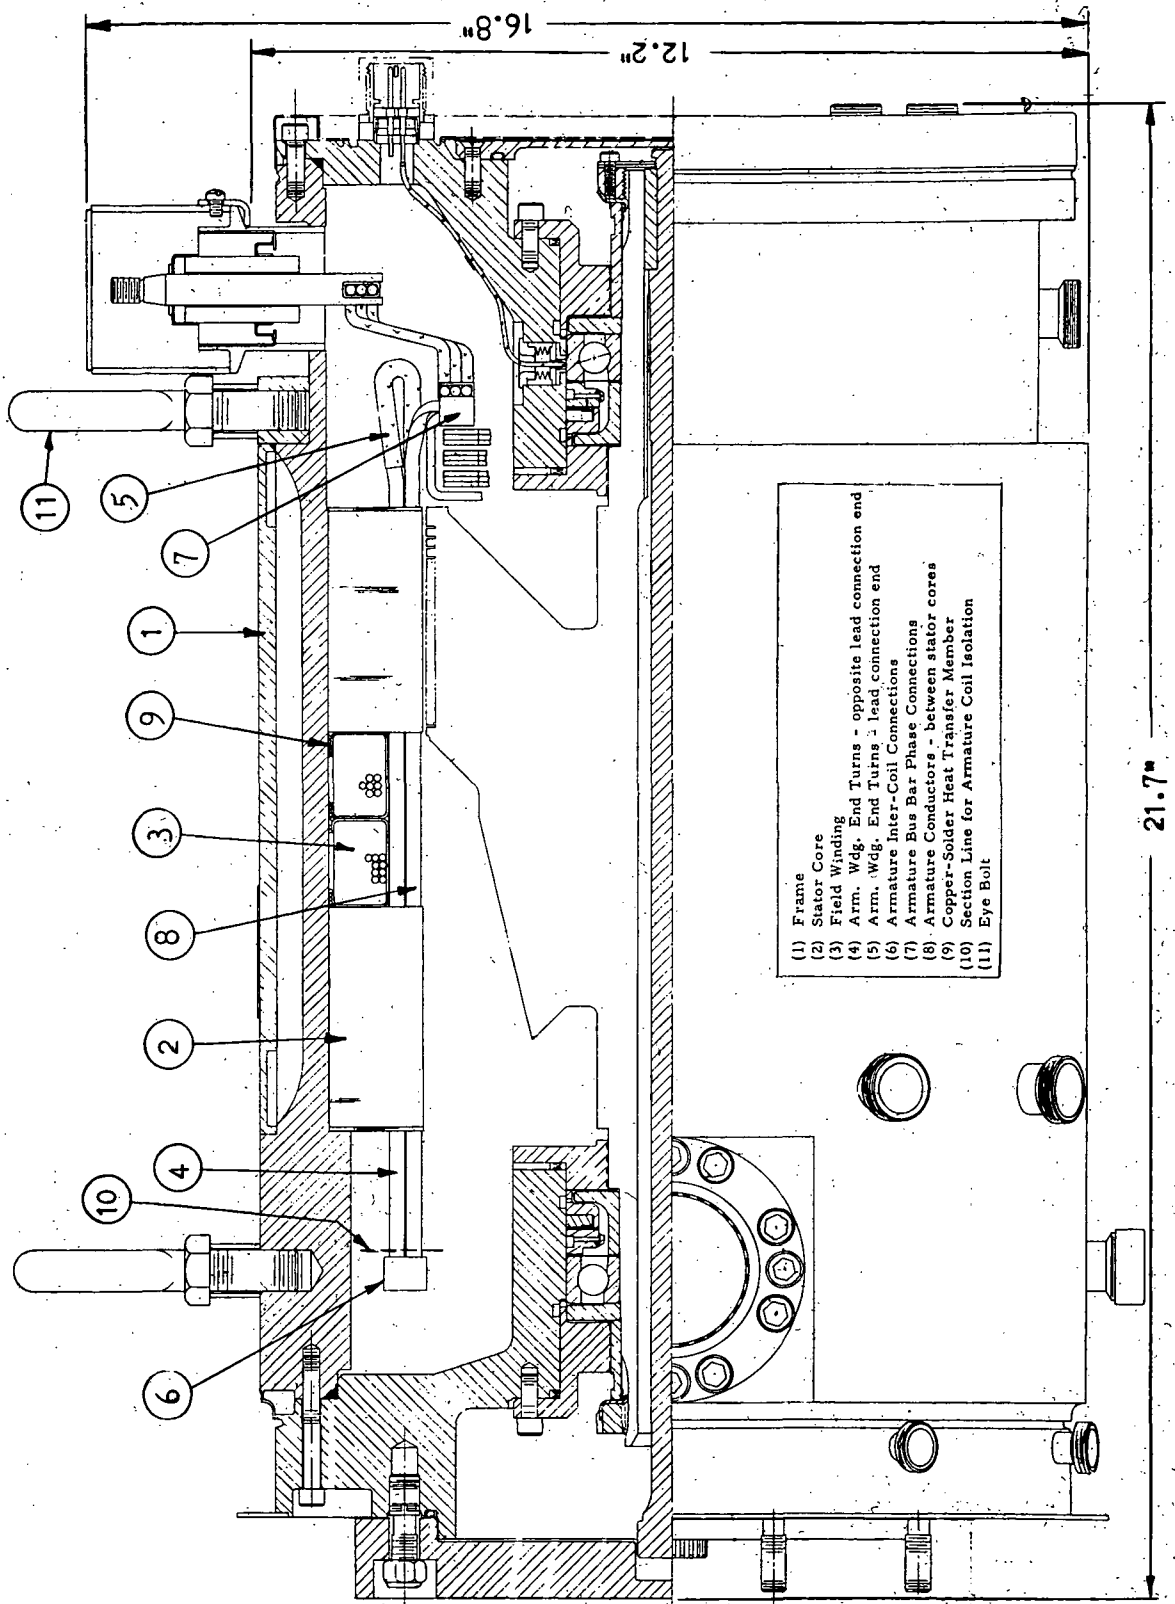 16.8"
12.2"
21.7"
11
5
7
1
9
3
8
2
4
10
6
(1) Frame
(2) Stator Core
(3) Field Winding
(4) Arm. Wdg. End Turns - opposite lead connection end
(5) Arm. Wdg. End Turns - lead connection end
(6) Armature Inter-Coil Connections
(7) Armature Bus Bar Phase Connections
(8) Armature Conductors - between stator cores
(9) Copper-Solder Heat Transfer Member
(10) Section Line for Armature Coil Isolation
(11) Eye Bolt